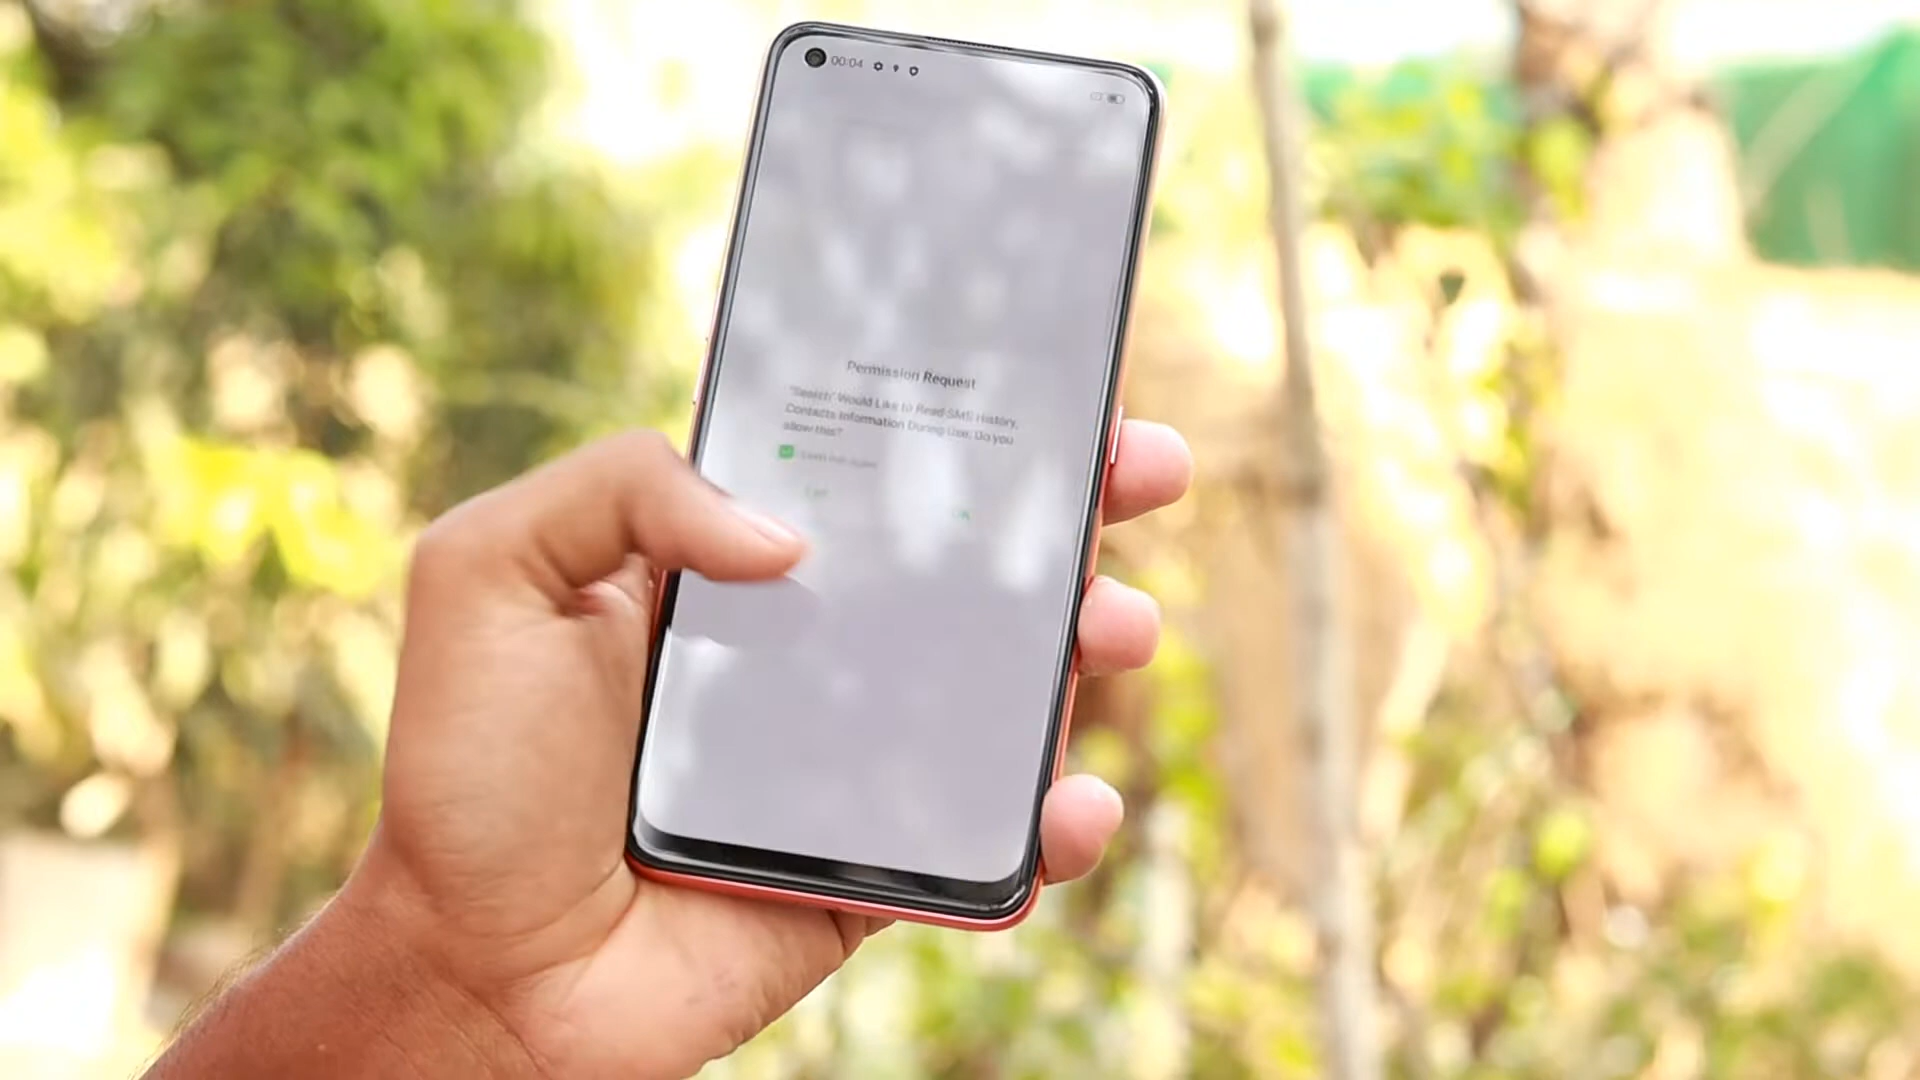 00:04
Permission Request
"Search" Would Like to Read SMS History,
Contacts Information During Use. Do you
allow this?
OK